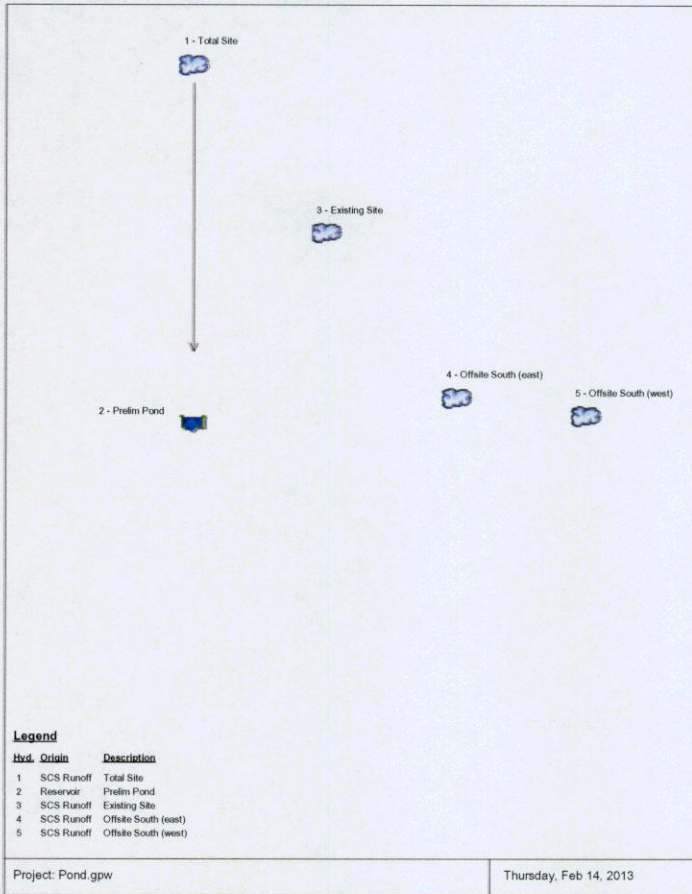 1 - Total Site
3 - Existing Site
4 - Offsite South (east)
5 - Offsite South (west)
2 - Prelim Pond
Legend
Hyd. Origin Description
1 SCS Runoff Total Site
2 Reservoir Prelim Pond
3 SCS Runoff Existing Site
4 SCS Runoff Offsite South (east)
5 SCS Runoff Offsite South (west)
Project: Pond.gpw
Thursday, Feb 14, 2013